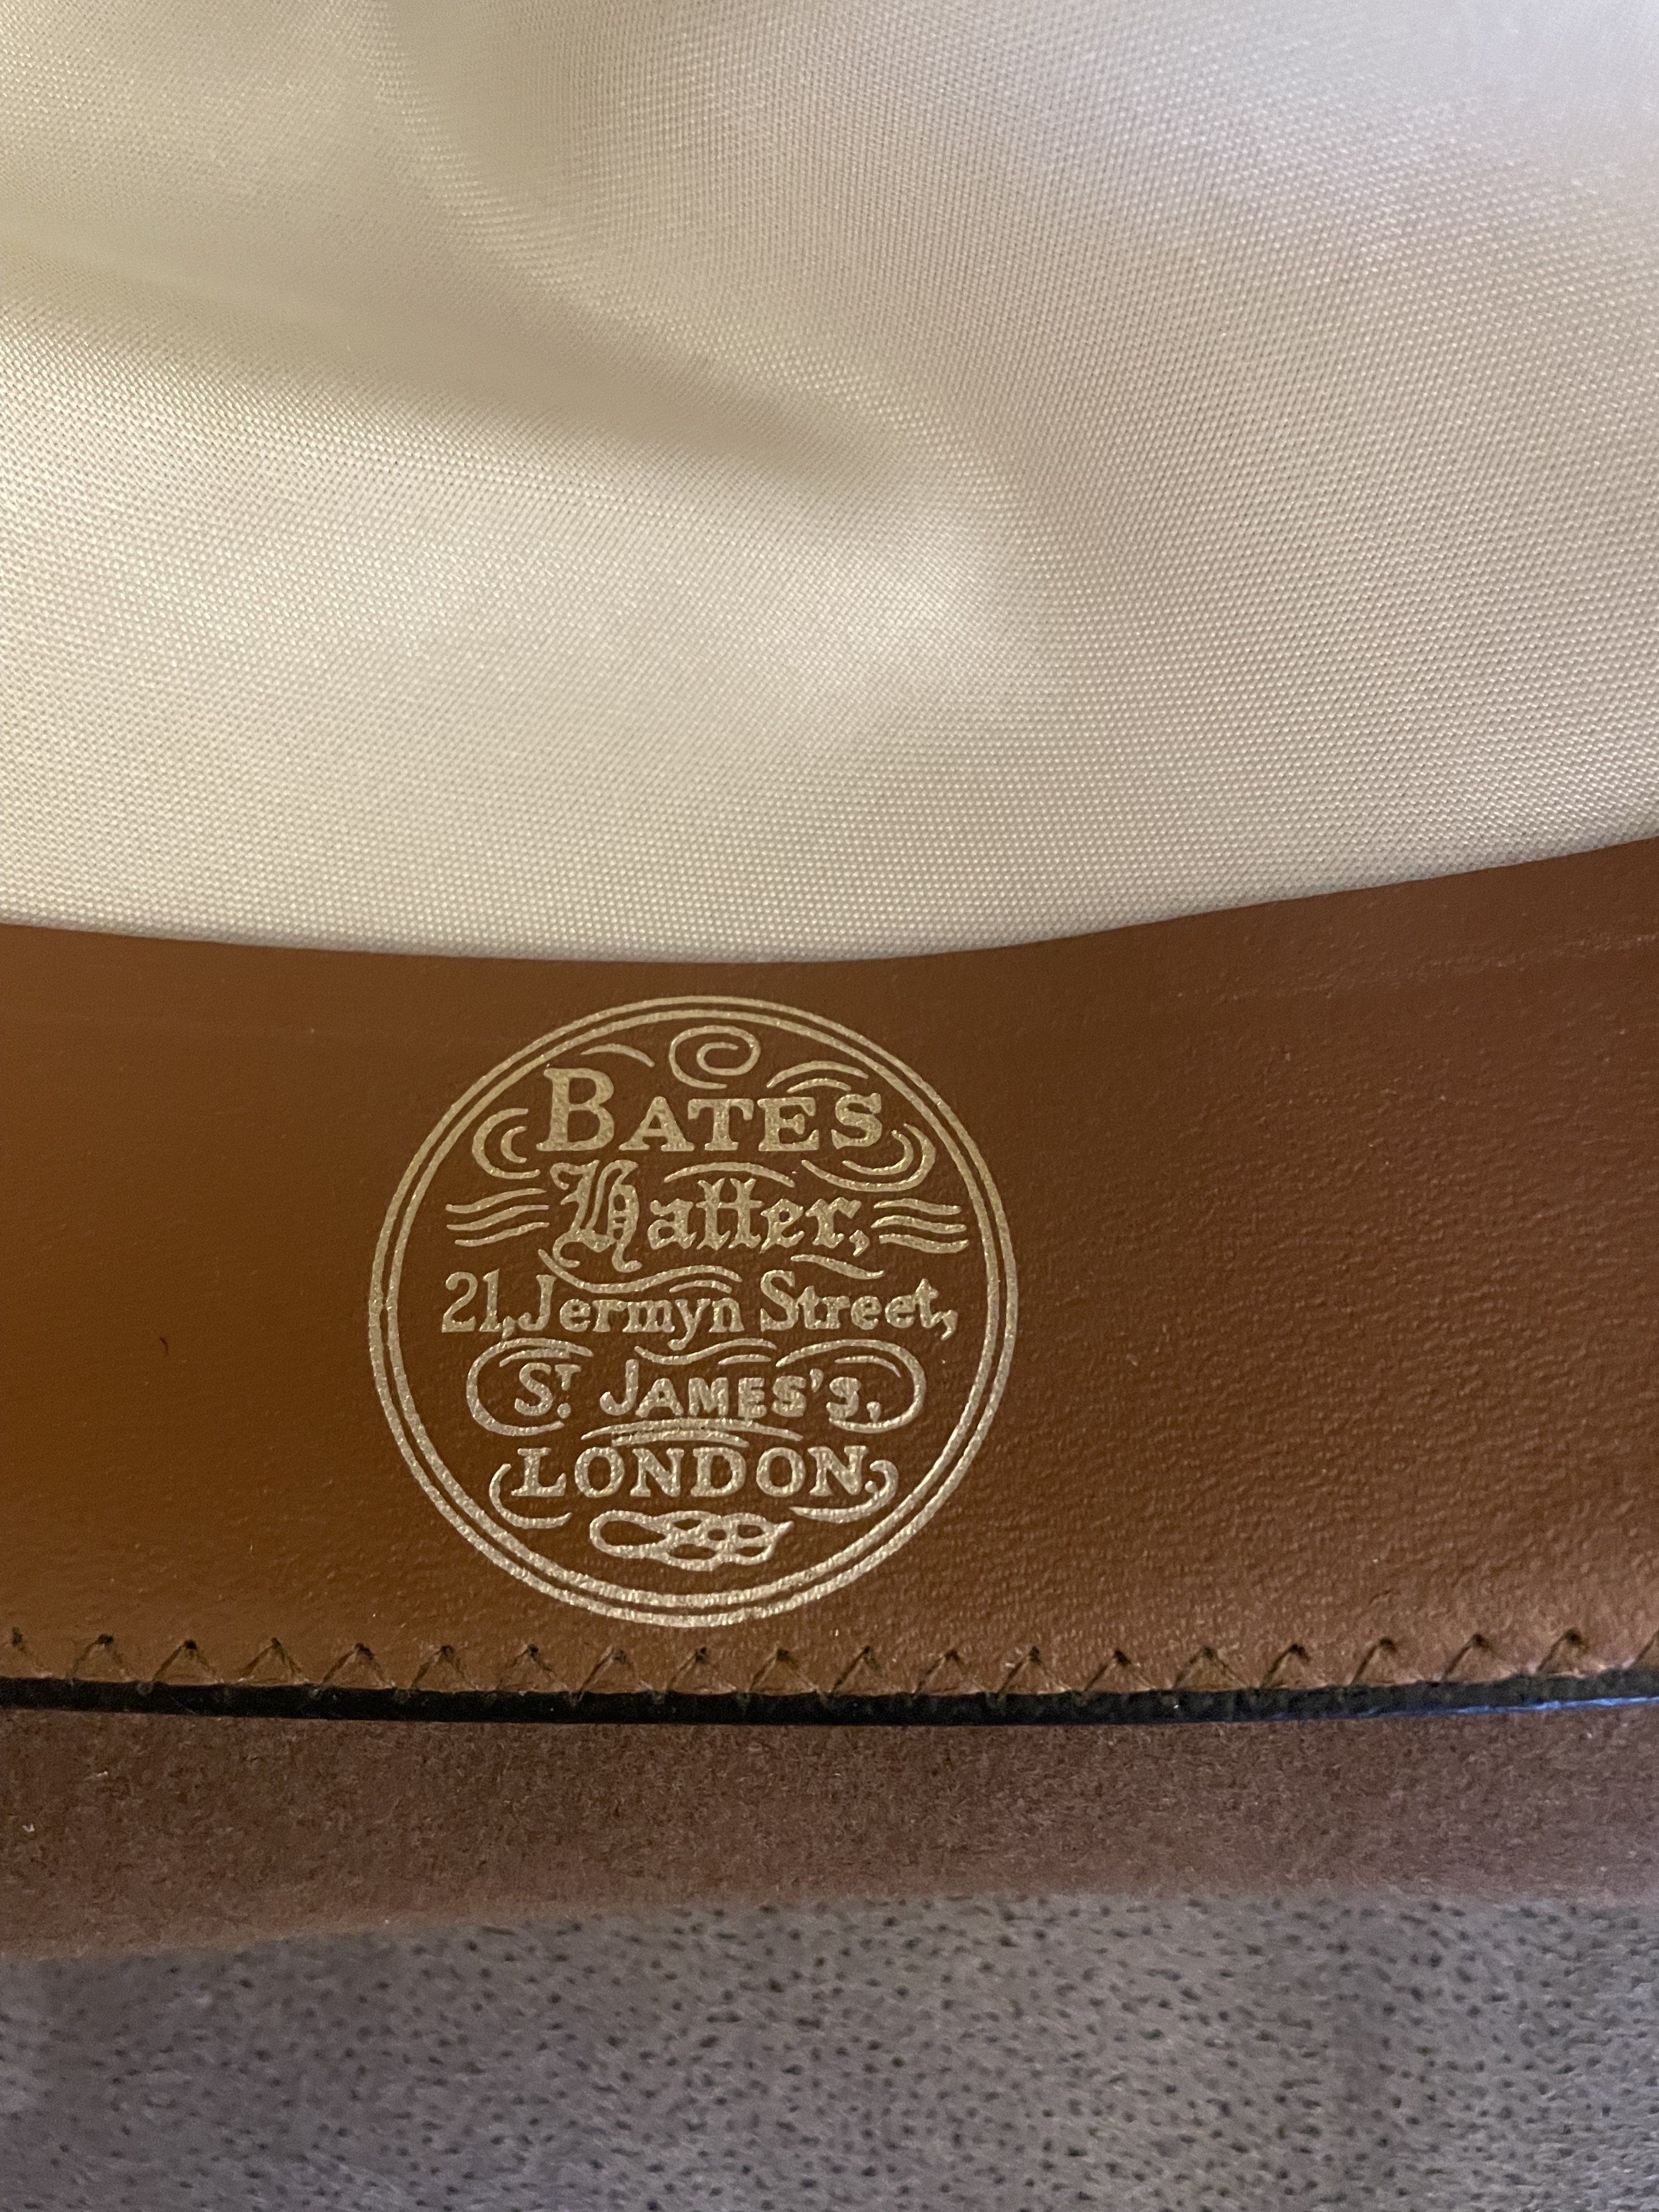 BATES
Hatter,
21, Jermyn Street,
ST. JAMES'S,
LONDON.